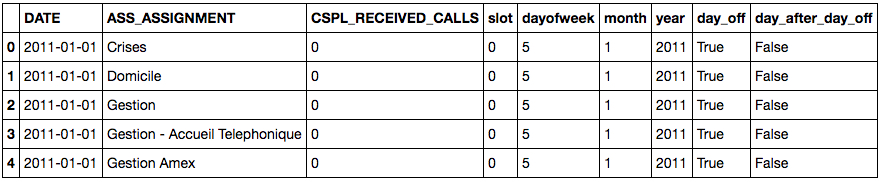 DATE ASS_ASSIGNMENT CSPL_RECEIVED_CALLS slot dayofweek month year day_off day_after_day_off
0 2011-01-01 Crises 0 0 5 1 2011 True False
1 2011-01-01 Domicile 0 0 5 1 2011 True False
2 2011-01-01 Gestion 0 0 5 1 2011 True False
3 2011-01-01 Gestion - Accueil Telephonique 0 0 5 1 2011 True False
4 2011-01-01 Gestion Amex 0 0 5 1 2011 True False